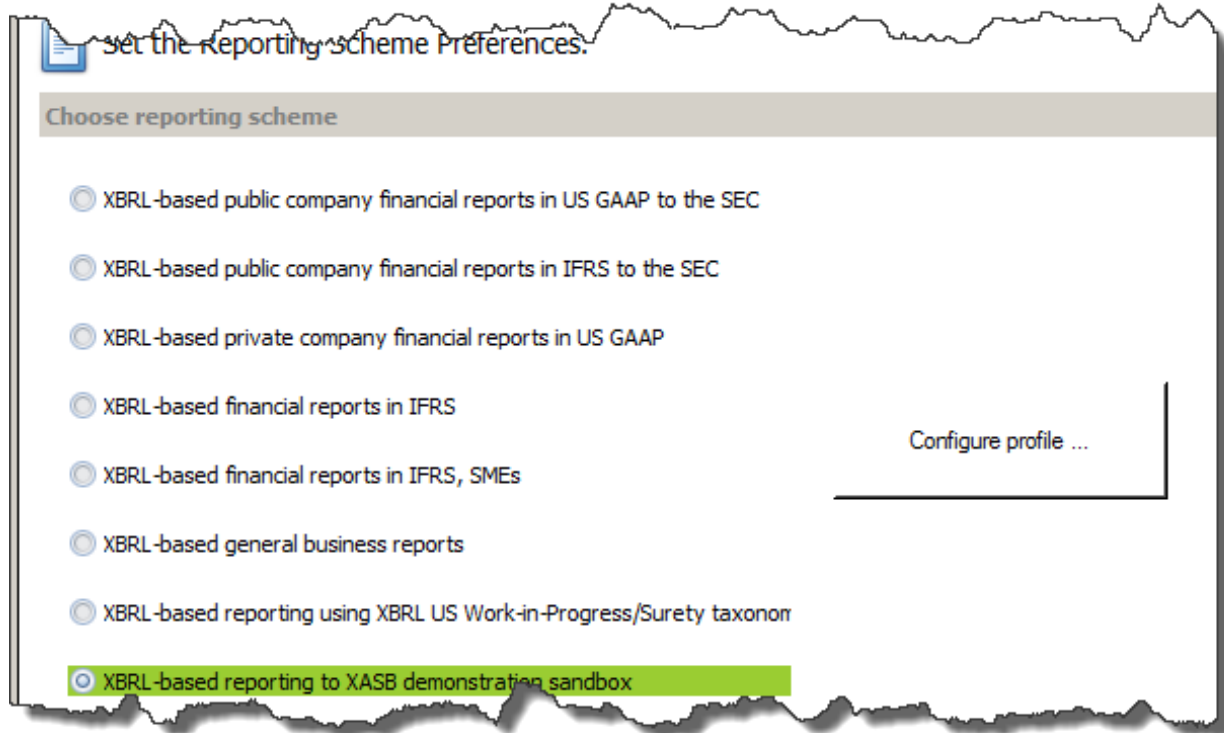 Set the Reporting Scheme Preferences.
Choose reporting scheme
XBRL-based public company financial reports in US GAAP to the SEC
XBRL-based public company financial reports in IFRS to the SEC
XBRL-based private company financial reports in US GAAP
XBRL-based financial reports in IFRS
Configure profile ...
XBRL-based financial reports in IFRS, SMEs
XBRL-based general business reports
XBRL-based reporting using XBRL US Work-in-Progress/Surety taxonom
XBRL-based reporting to XASB demonstration sandbox